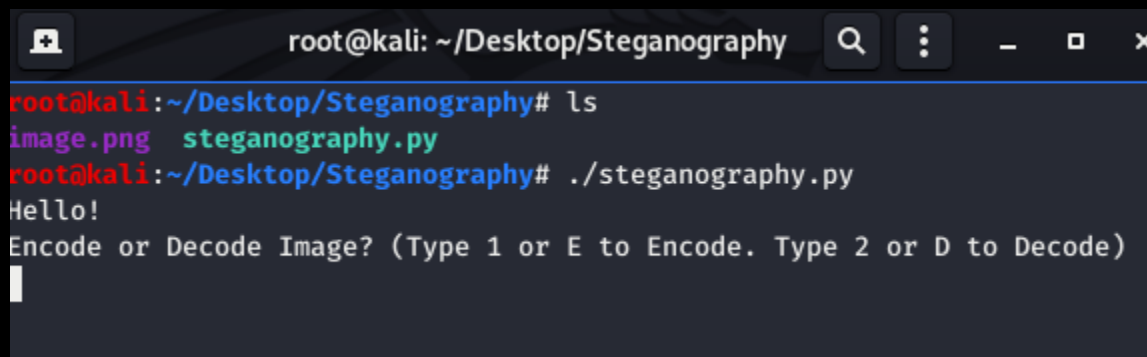 root@kali: ~/Desktop/Steganography
root@kali:~/Desktop/Steganography# ls
image.png  steganography.py
root@kali:~/Desktop/Steganography# ./steganography.py
Hello!
Encode or Decode Image? (Type 1 or E to Encode. Type 2 or D to Decode)